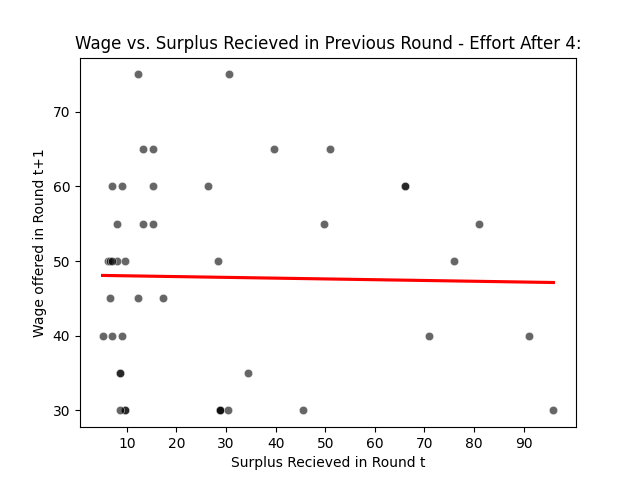 Wage vs. Surplus Recieved in Previous Round - Effort After 4:
Wage offered in Round t+1
70
60
50
40
30
10 20 30 40 50 60 70 80 90
Surplus Recieved in Round t